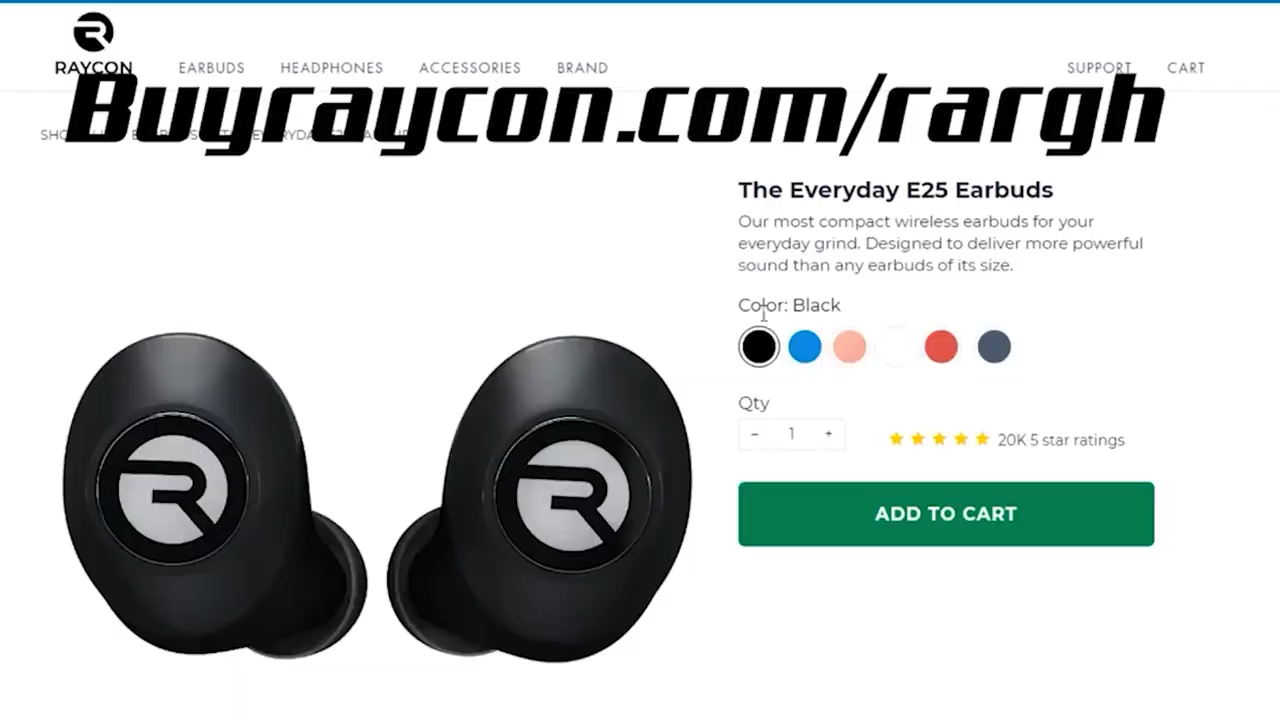 RAYCON
EARBUDS HEADPHONES ACCESSORIES BRAND SUPPORT CART
Buyraycon.com/rargh
The Everyday E25 Earbuds
Our most compact wireless earbuds for your
everyday grind. Designed to deliver more powerful
sound than any earbuds of its size.
Color: Black
Qty
- 1 +
20K 5 star ratings
ADD TO CART